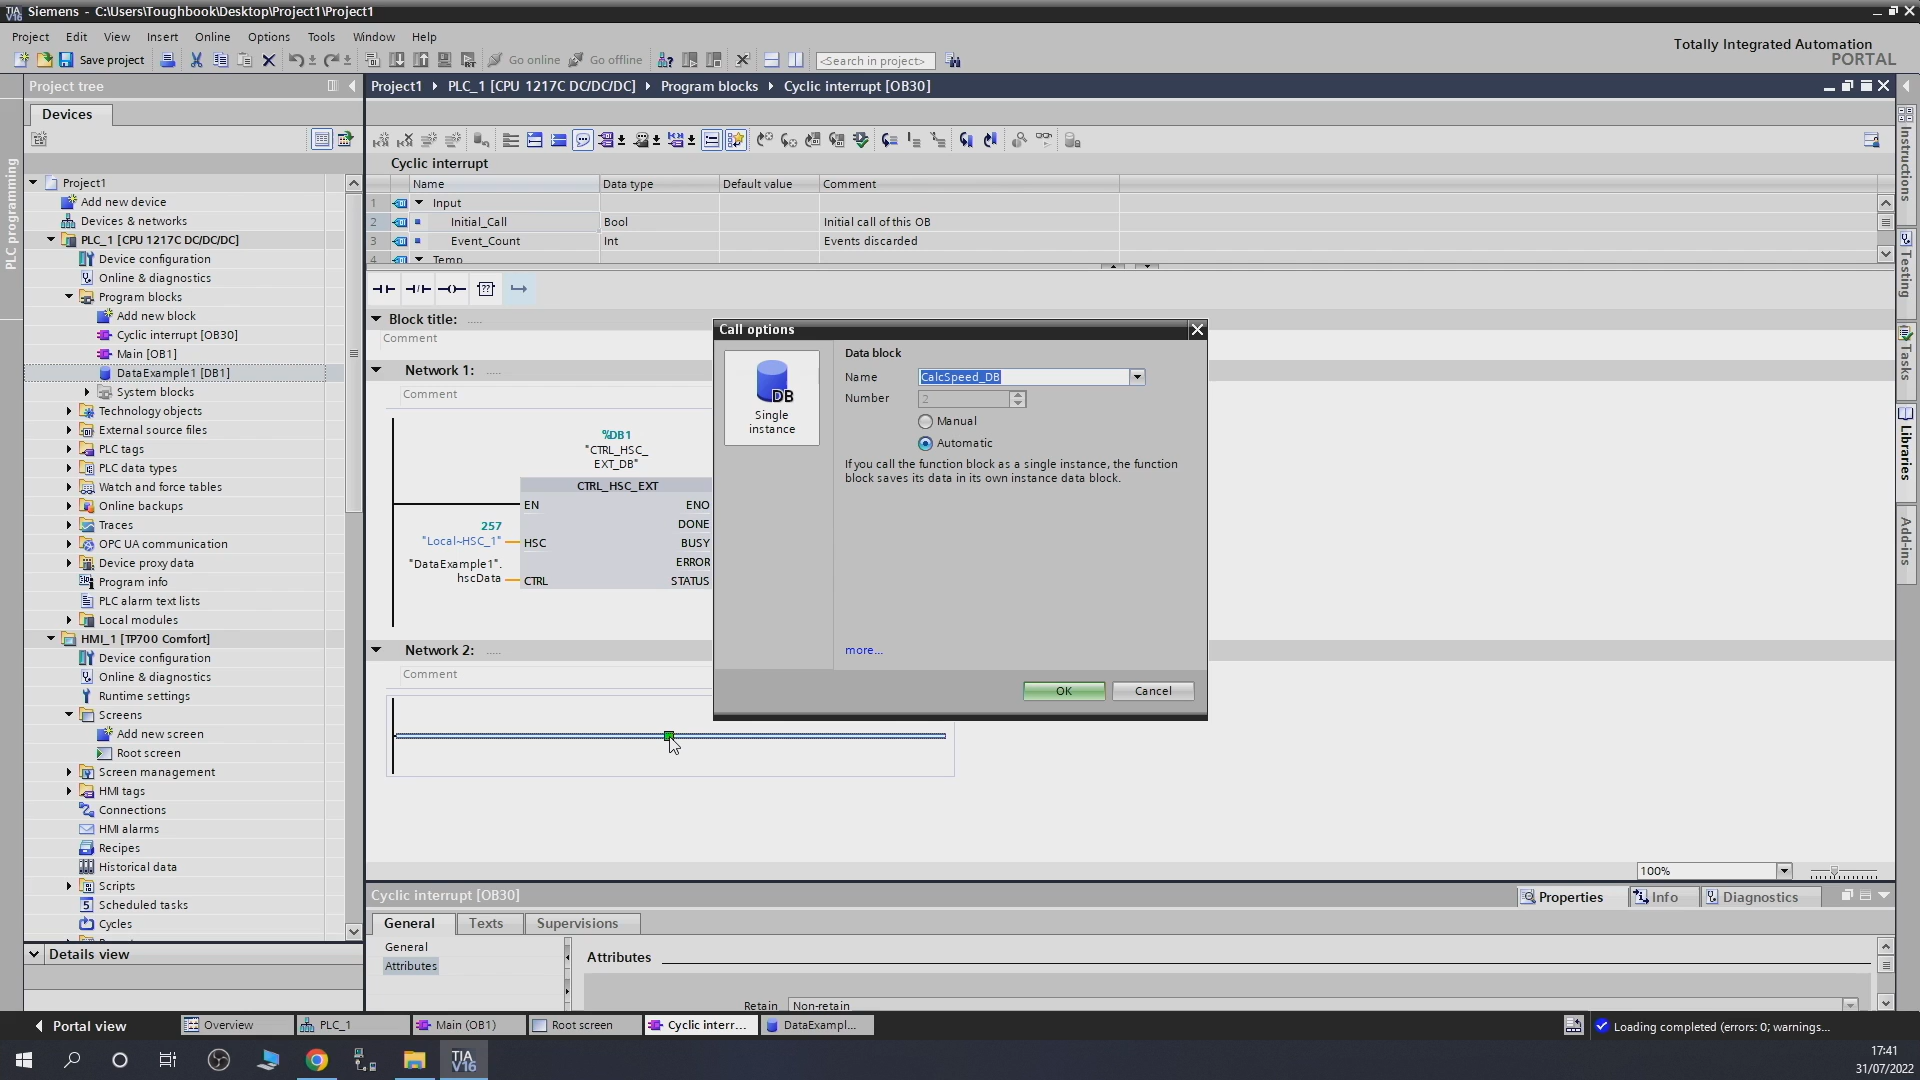 Siemens - C:\Users\Toughbook\Desktop\Project1\Project1
Project Edit View Insert Online Options Tools Window Help
Totally Integrated Automation
PORTAL
Save project Go online Go offline <Search in project>
Project tree
Project1 PLC_1 [CPU 1217C DC/DC/DC] Program blocks Cyclic interrupt [OB30]
Devices
PLC programming
Project1
Add new device
Devices & networks
PLC_1 [CPU 1217C DC/DC/DC]
Device configuration
Online & diagnostics
Program blocks
Add new block
Cyclic interrupt [OB30]
Main [OB1]
DataExample1 [DB1]
System blocks
Technology objects
External source files
PLC tags
PLC data types
Watch and force tables
Online backups
Traces
OPC UA communication
Device proxy data
Program info
PLC alarm text lists
Local modules
HMI_1 [TP700 Comfort]
Device configuration
Online & diagnostics
Runtime settings
Screens
Add new screen
Root screen
Screen management
HMI tags
Connections
HMI alarms
Recipes
Historical data
Scripts
Scheduled tasks
Cycles
Details view
Cyclic interrupt
Name Data type Default value Comment
1 Input
2 Initial_Call Bool Initial call of this OB
3 Event_Count Int Events discarded
4 Temp
??
Block title: .....
Comment
Network 1: .....
Comment
%DB1
"CTRL_HSC_
EXT_DB"
CTRL_HSC_EXT
EN ENO
DONE
257
"Local~HSC_1" HSC BUSY
ERROR
"DataExample1".
hscData CTRL STATUS
Network 2: .....
Comment
Call options
DB
Single
instance
Data block
Name CalcSpeed_DB
Number 2
Manual
Automatic
If you call the function block as a single instance, the function
block saves its data in its own instance data block.
more...
OK Cancel
100%
Cyclic interrupt [OB30]
Properties Info Diagnostics
General Texts Supervisions
General
Attributes
Attributes
Retain Non-retain
Instructions
Testing
Tasks
Libraries
Add-ins
Portal view Overview PLC_1 Main (OB1) Root screen Cyclic interr... DataExampl... Loading completed (errors: 0; warnings...
TIA
V16
17:41
31/07/2022